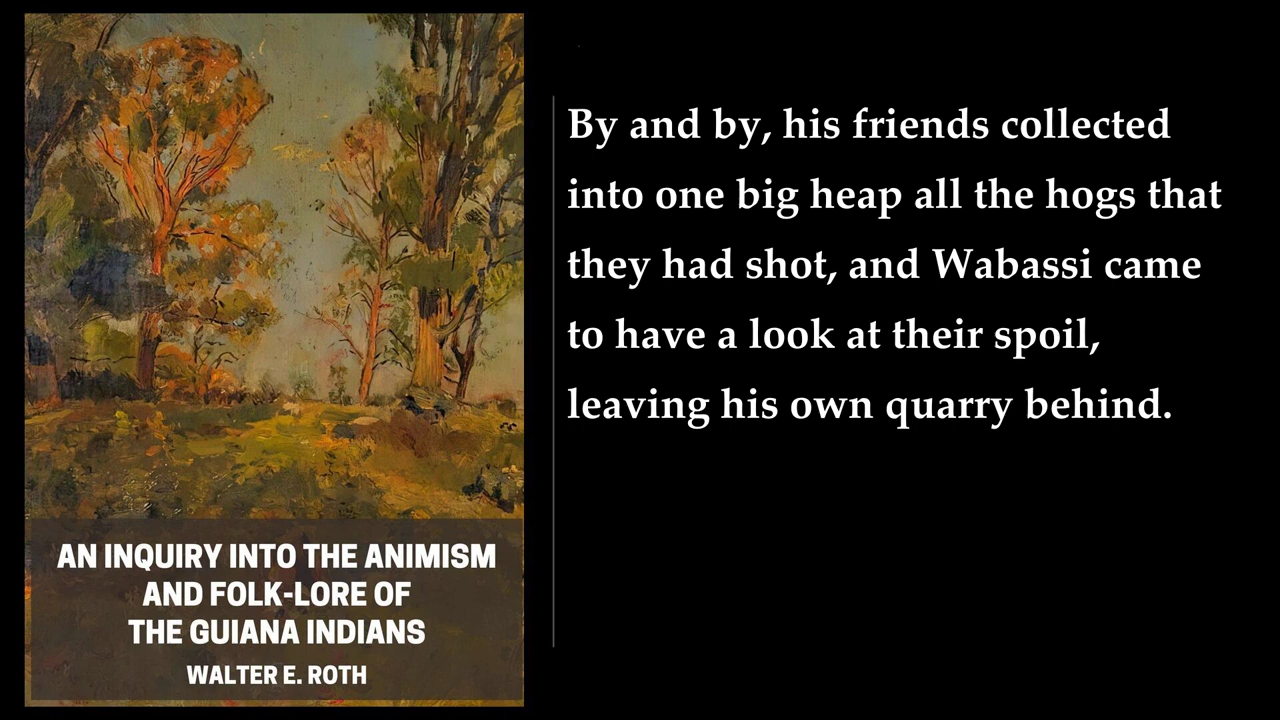 By and by, his friends collected
into one big heap all the hogs that
they had shot, and Wabassi came
to have a look at their spoil,
leaving his own quarry behind.
AN INQUIRY INTO THE ANIMISM
AND FOLK-LORE OF
THE GUIANA INDIANS
WALTER E. ROTH